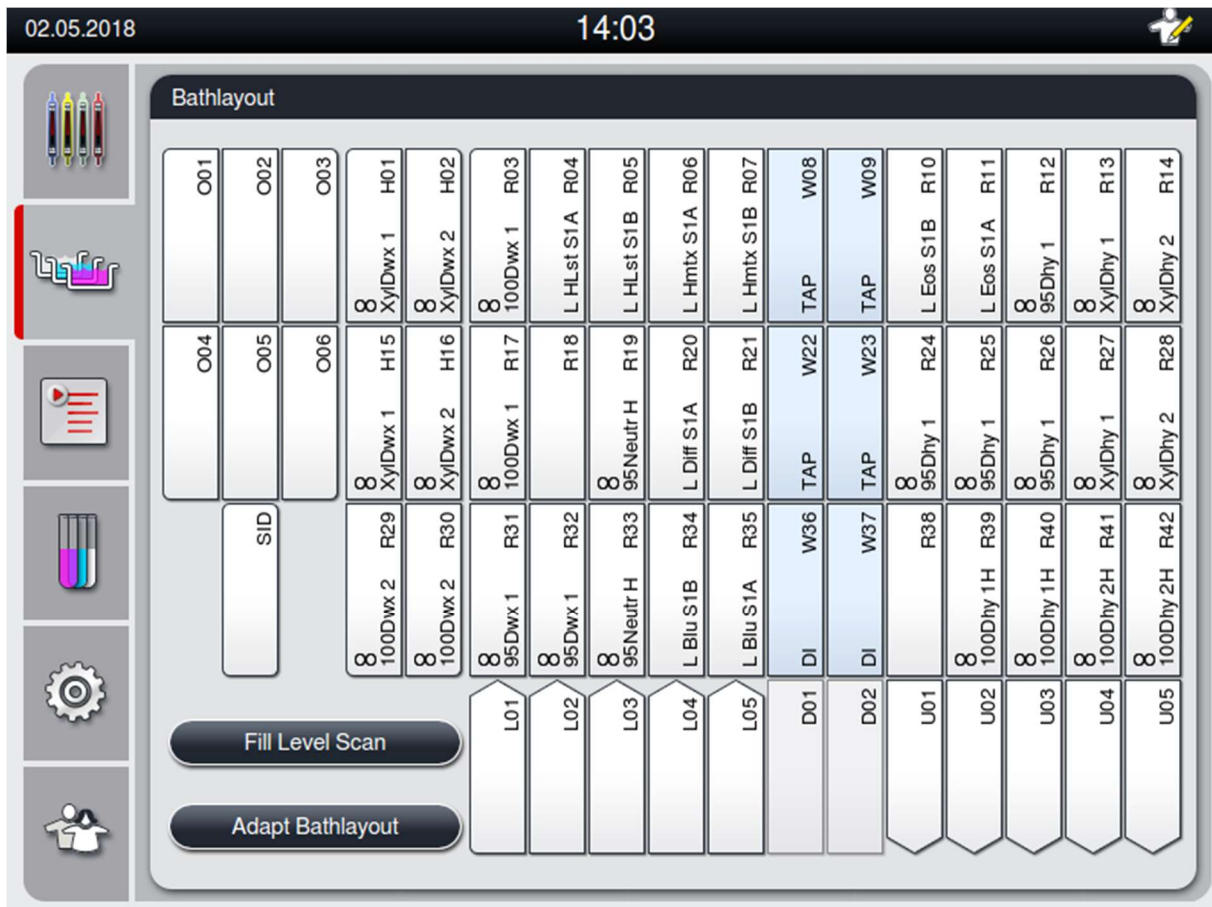 02.05.2018
14:03
Bathlayout
O01
O02
O03
XylDwx 1 H01
XylDwx 2 H02
100Dwx 1 R03
L HLst S1A R04
L HLst S1B R05
L Hmtx S1A R06
L Hmtx S1B R07
TAP W08
TAP W09
L Eos S1B R10
L Eos S1A R11
95Dhy 1 R12
XylDhy 1 R13
XylDhy 2 R14
O04
O05
O06
XylDwx 1 H15
XylDwx 2 H16
100Dwx 1 R17
R18
95Neutr H R19
L Diff S1A R20
L Diff S1B R21
TAP W22
TAP W23
95Dhy 1 R24
95Dhy 1 R25
95Dhy 1 R26
XylDhy 1 R27
XylDhy 2 R28
SID
100Dwx 2 R29
100Dwx 2 R30
95Dwx 1 R31
95Dwx 1 R32
95Neutr H R33
L Blu S1B R34
L Blu S1A R35
DI W36
DI W37
R38
100Dhy 1H R39
100Dhy 1H R40
100Dhy 2H R41
100Dhy 2H R42
L01
L02
L03
L04
L05
D01
D02
U01
U02
U03
U04
U05
Fill Level Scan
Adapt Bathlayout